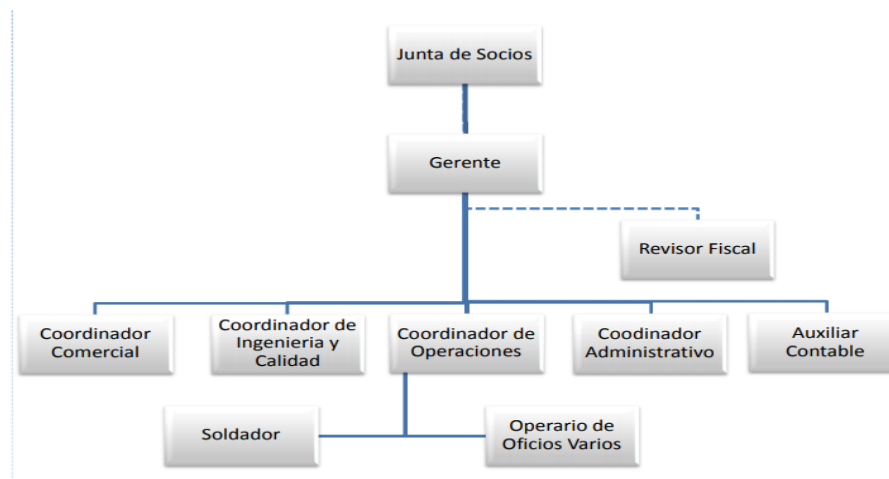 Junta de Socios
Gerente
Revisor Fiscal
Coordinador
Comercial
Coordinador de
Ingenieria y
Calidad
Coordinador de
Operaciones
Coodinador
Administrativo
Auxiliar
Contable
Soldador
Operario de
Oficios Varios